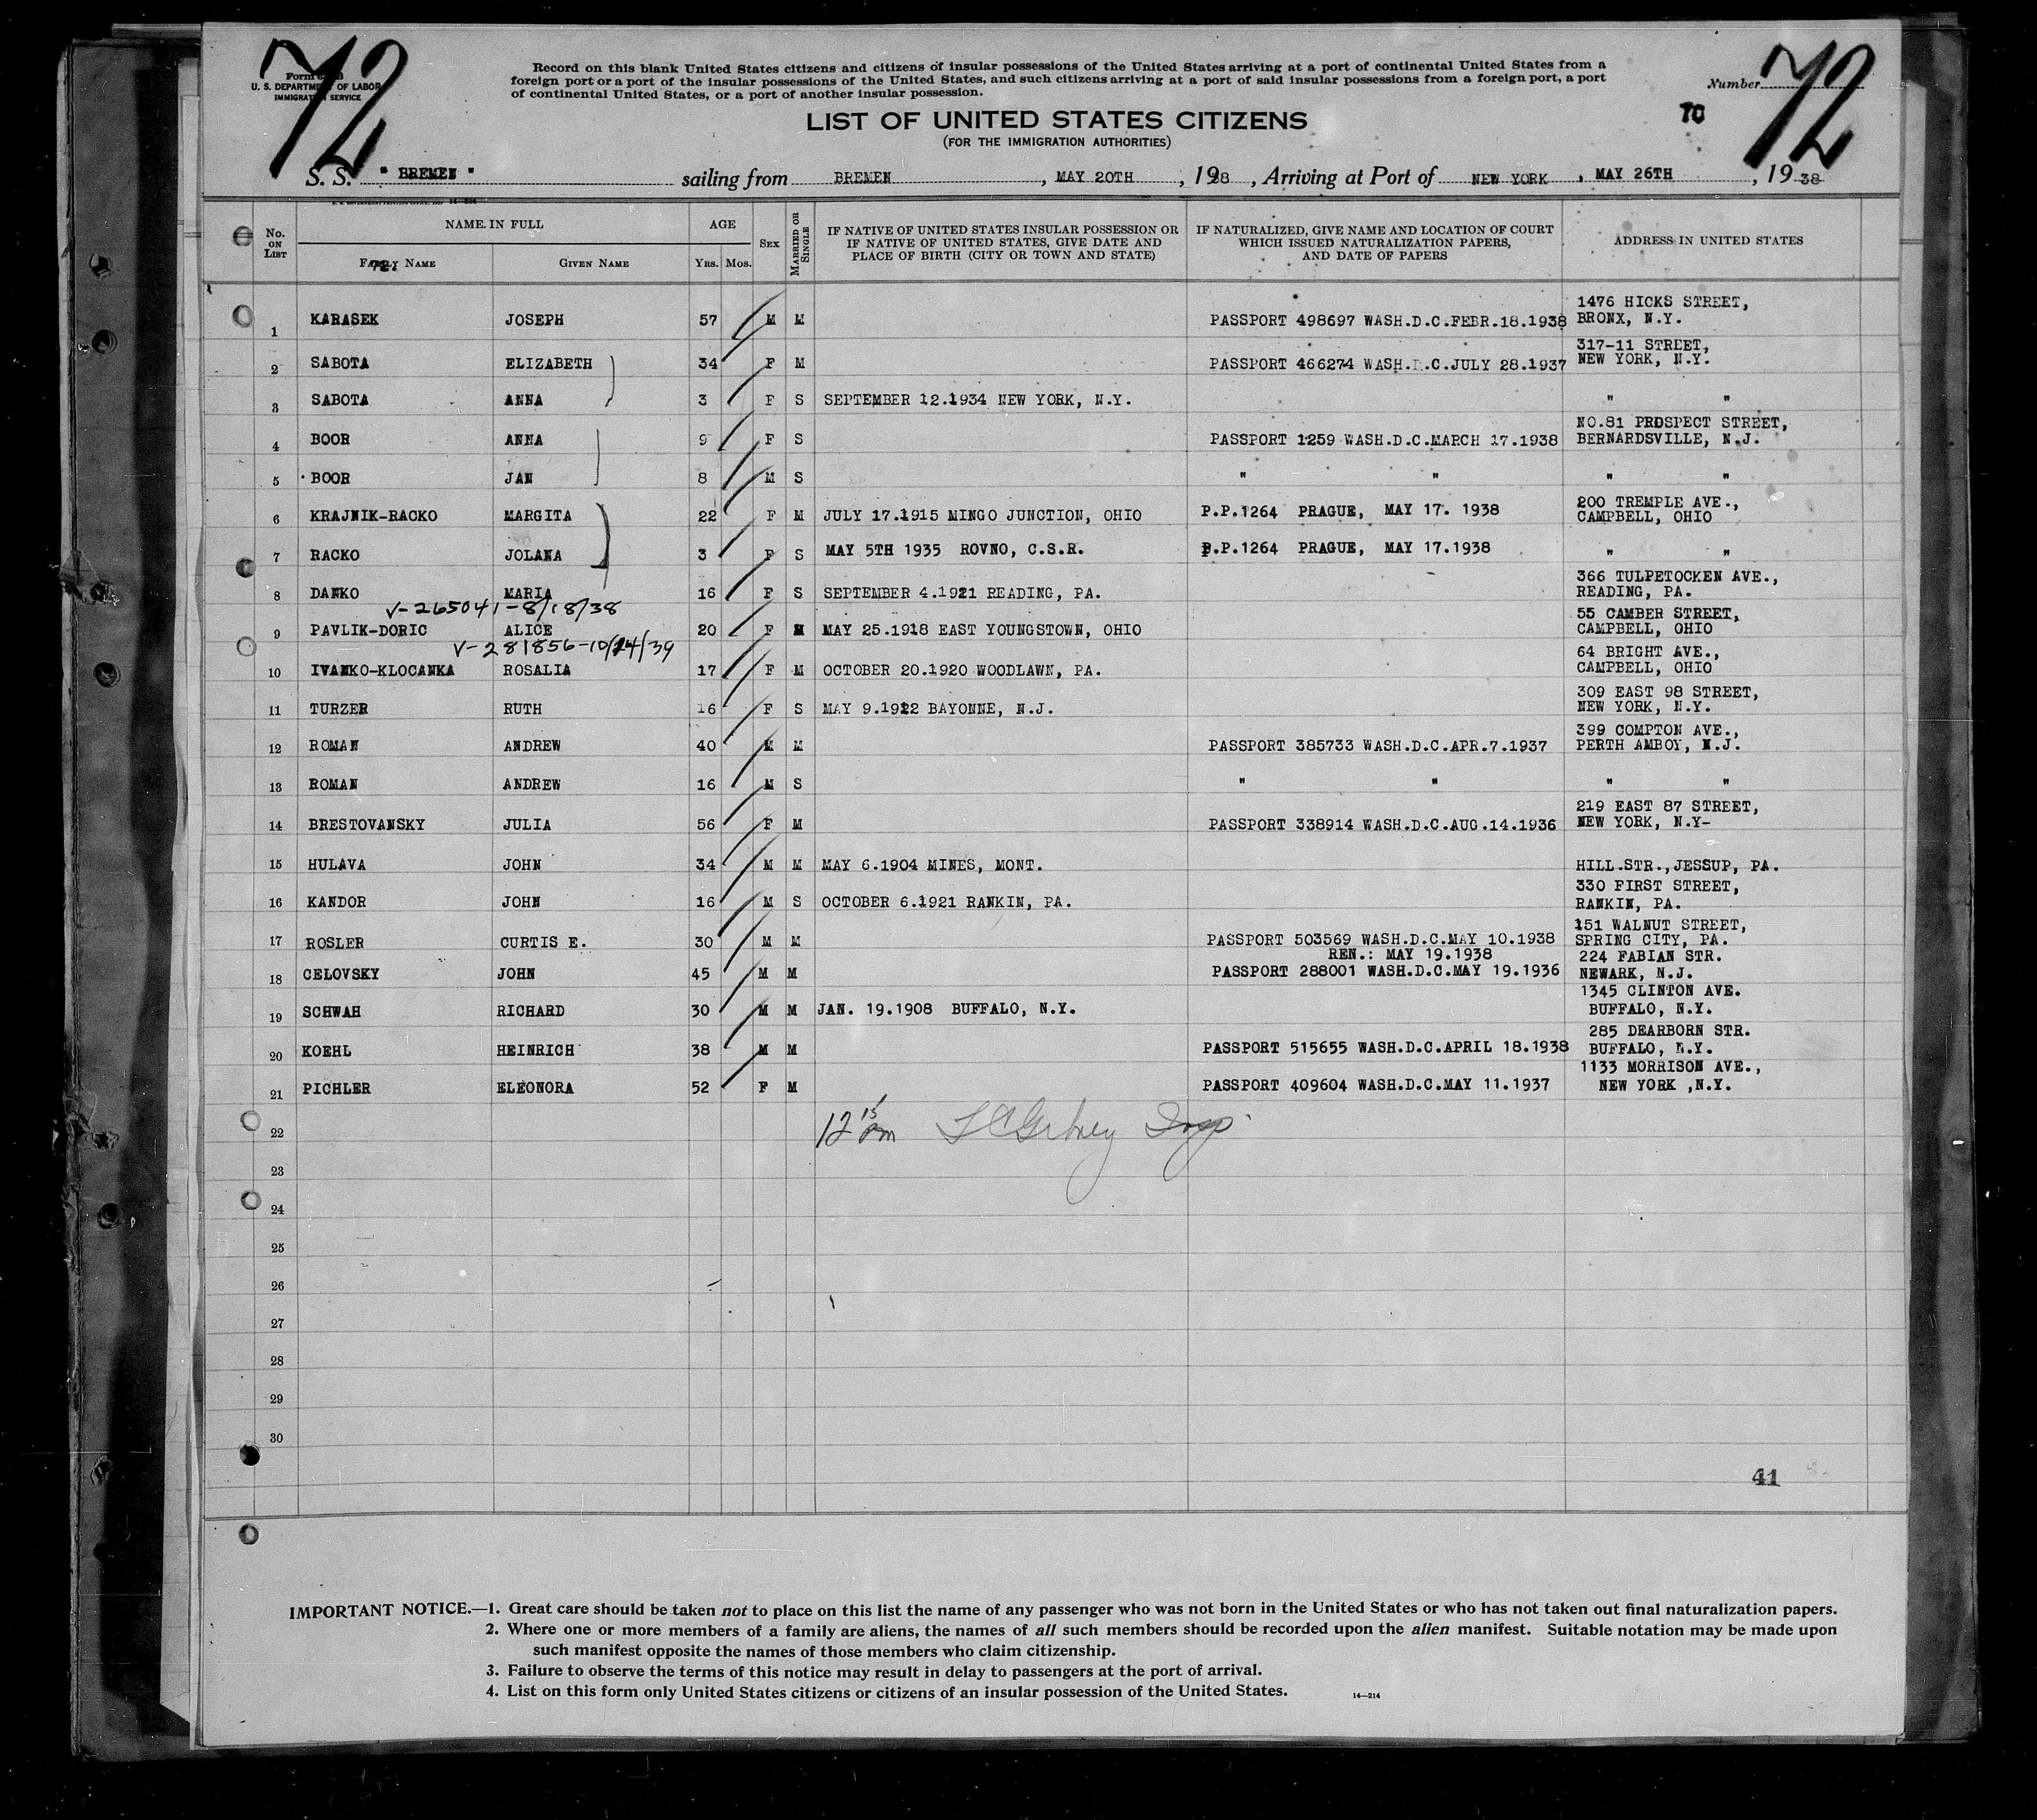 72
72
Form 630 B
U. S. DEPARTMENT OF LABOR
IMMIGRATION SERVICE
Record on this blank United States citizens and citizens of insular possessions of the United States arriving at a port of continental United States from a
foreign port or a port of the insular possessions of the United States, and such citizens arriving at a port of said insular possessions from a foreign port, a port
of continental United States, or a port of another insular possession.
Number
70
LIST OF UNITED STATES CITIZENS
(FOR THE IMMIGRATION AUTHORITIES)
S. S. " BREMEN " sailing from BREMEN , MAY 20TH , 1928 , Arriving at Port of NEW YORK , MAY 26TH , 19 38
No. ON LIST NAME IN FULL AGE SEX MARRIED OR SINGLE IF NATIVE OF UNITED STATES INSULAR POSSESSION OR IF NATIVE OF UNITED STATES, GIVE DATE AND PLACE OF BIRTH (CITY OR TOWN AND STATE) IF NATURALIZED, GIVE NAME AND LOCATION OF COURT WHICH ISSUED NATURALIZATION PAPERS, AND DATE OF PAPERS ADDRESS IN UNITED STATES
FAMILY NAME GIVEN NAME YRS. MOS.
72.
1476 HICKS STREET,
1 KARASEK JOSEPH 57 M M PASSPORT 498697 WASH.D.C.FEBR.18.1938 BRONX, N.Y.
317-11 STREET,
2 SABOTA ELIZABETH 34 F M PASSPORT 466274 WASH.D.C.JULY 28.1937 NEW YORK, N.Y.
3 SABOTA ANNA 3 F S SEPTEMBER 12.1934 NEW YORK, N.Y. " "
NO.81 PROSPECT STREET,
4 BOOR ANNA 9 F S PASSPORT 1259 WASH.D.C.MARCH 17.1938 BERNARDSVILLE, N.J.
5 BOOR JAN 8 M S " " " "
200 TREMPLE AVE.,
6 KRAJNIK-RACKO MARGITA 22 F M JULY 17.1915 MINGO JUNCTION, OHIO P.P.1264 PRAGUE, MAY 17. 1938 CAMPBELL, OHIO
7 RACKO JOLANA 3 F S MAY 5TH 1935 ROVNO, C.S.R. P.P.1264 PRAGUE, MAY 17.1938 " "
366 TULPETOCKEN AVE.,
8 DANKO MARIA 16 F S SEPTEMBER 4.1921 READING, PA. READING, PA.
V-265041-8/18/38
55 CAMBER STREET,
9 PAVLIK-DORIC ALICE 20 F M MAY 25.1918 EAST YOUNGSTOWN, OHIO CAMPBELL, OHIO
V-281856-10/24/39
64 BRIGHT AVE.,
10 IVANKO-KLOCANKA ROSALIA 17 F M OCTOBER 20.1920 WOODLAWN, PA. CAMPBELL, OHIO
309 EAST 98 STREET,
11 TURZER RUTH 16 F S MAY 9.1922 BAYONNE, N.J. NEW YORK, N.Y.
399 COMPTON AVE.,
12 ROMAN ANDREW 40 M M PASSPORT 385733 WASH.D.C.APR.7.1937 PERTH AMBOY, N.J.
13 ROMAN ANDREW 16 M S " " " "
219 EAST 87 STREET,
14 BRESTOVANSKY JULIA 56 F M PASSPORT 338914 WASH.D.C.AUG.14.1936 NEW YORK, N.Y-
15 HULAVA JOHN 34 M M MAY 6.1904 MINES, MONT. HILL.STR.,JESSUP, PA.
330 FIRST STREET,
16 KANDOR JOHN 16 M S OCTOBER 6.1921 RANKIN, PA. RANKIN, PA.
151 WALNUT STREET,
17 ROSLER CURTIS E. 30 M M PASSPORT 503569 WASH.D.C.MAY 10.1938 SPRING CITY, PA.
REN.: MAY 19.1938 224 FABIAN STR.
18 CELOVSKY JOHN 45 M M PASSPORT 288001 WASH.D.C.MAY 19.1936 NEWARK, N.J.
1345 CLINTON AVE.
19 SCHWAH RICHARD 30 M M JAN. 19.1908 BUFFALO, N.Y. BUFFALO, N.Y.
285 DEARBORN STR.
20 KOEHL HEINRICH 38 M M PASSPORT 515655 WASH.D.C.APRIL 18.1938 BUFFALO, N.Y.
1133 MORRISON AVE.,
21 PICHLER ELEONORA 52 F M PASSPORT 409604 WASH.D.C.MAY 11.1937 NEW YORK ,N.Y.
22 12 15 pm Insp.
23
24
25
26
27
28
29
30
41
IMPORTANT NOTICE.—1. Great care should be taken not to place on this list the name of any passenger who was not born in the United States or who has not taken out final naturalization papers.
2. Where one or more members of a family are aliens, the names of all such members should be recorded upon the alien manifest. Suitable notation may be made upon
such manifest opposite the names of those members who claim citizenship.
3. Failure to observe the terms of this notice may result in delay to passengers at the port of arrival.
4. List on this form only United States citizens or citizens of an insular possession of the United States. 14—214